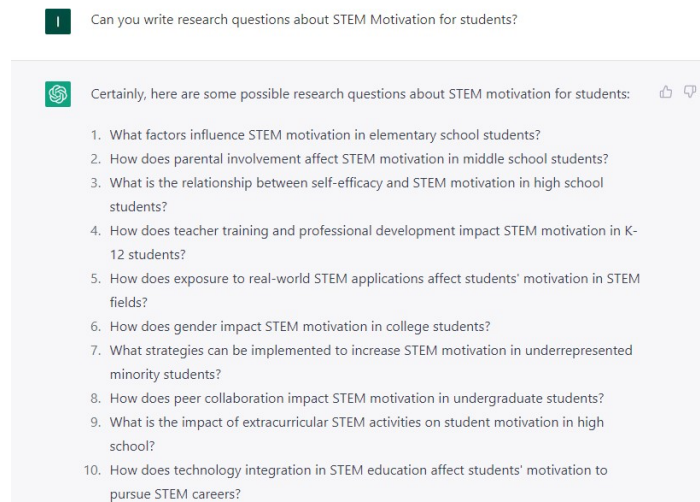 I
Can you write research questions about STEM Motivation for students?
Certainly, here are some possible research questions about STEM motivation for students:
1. What factors influence STEM motivation in elementary school students?
2. How does parental involvement affect STEM motivation in middle school students?
3. What is the relationship between self-efficacy and STEM motivation in high school
students?
4. How does teacher training and professional development impact STEM motivation in K-
12 students?
5. How does exposure to real-world STEM applications affect students' motivation in STEM
fields?
6. How does gender impact STEM motivation in college students?
7. What strategies can be implemented to increase STEM motivation in underrepresented
minority students?
8. How does peer collaboration impact STEM motivation in undergraduate students?
9. What is the impact of extracurricular STEM activities on student motivation in high
school?
10. How does technology integration in STEM education affect students' motivation to
pursue STEM careers?